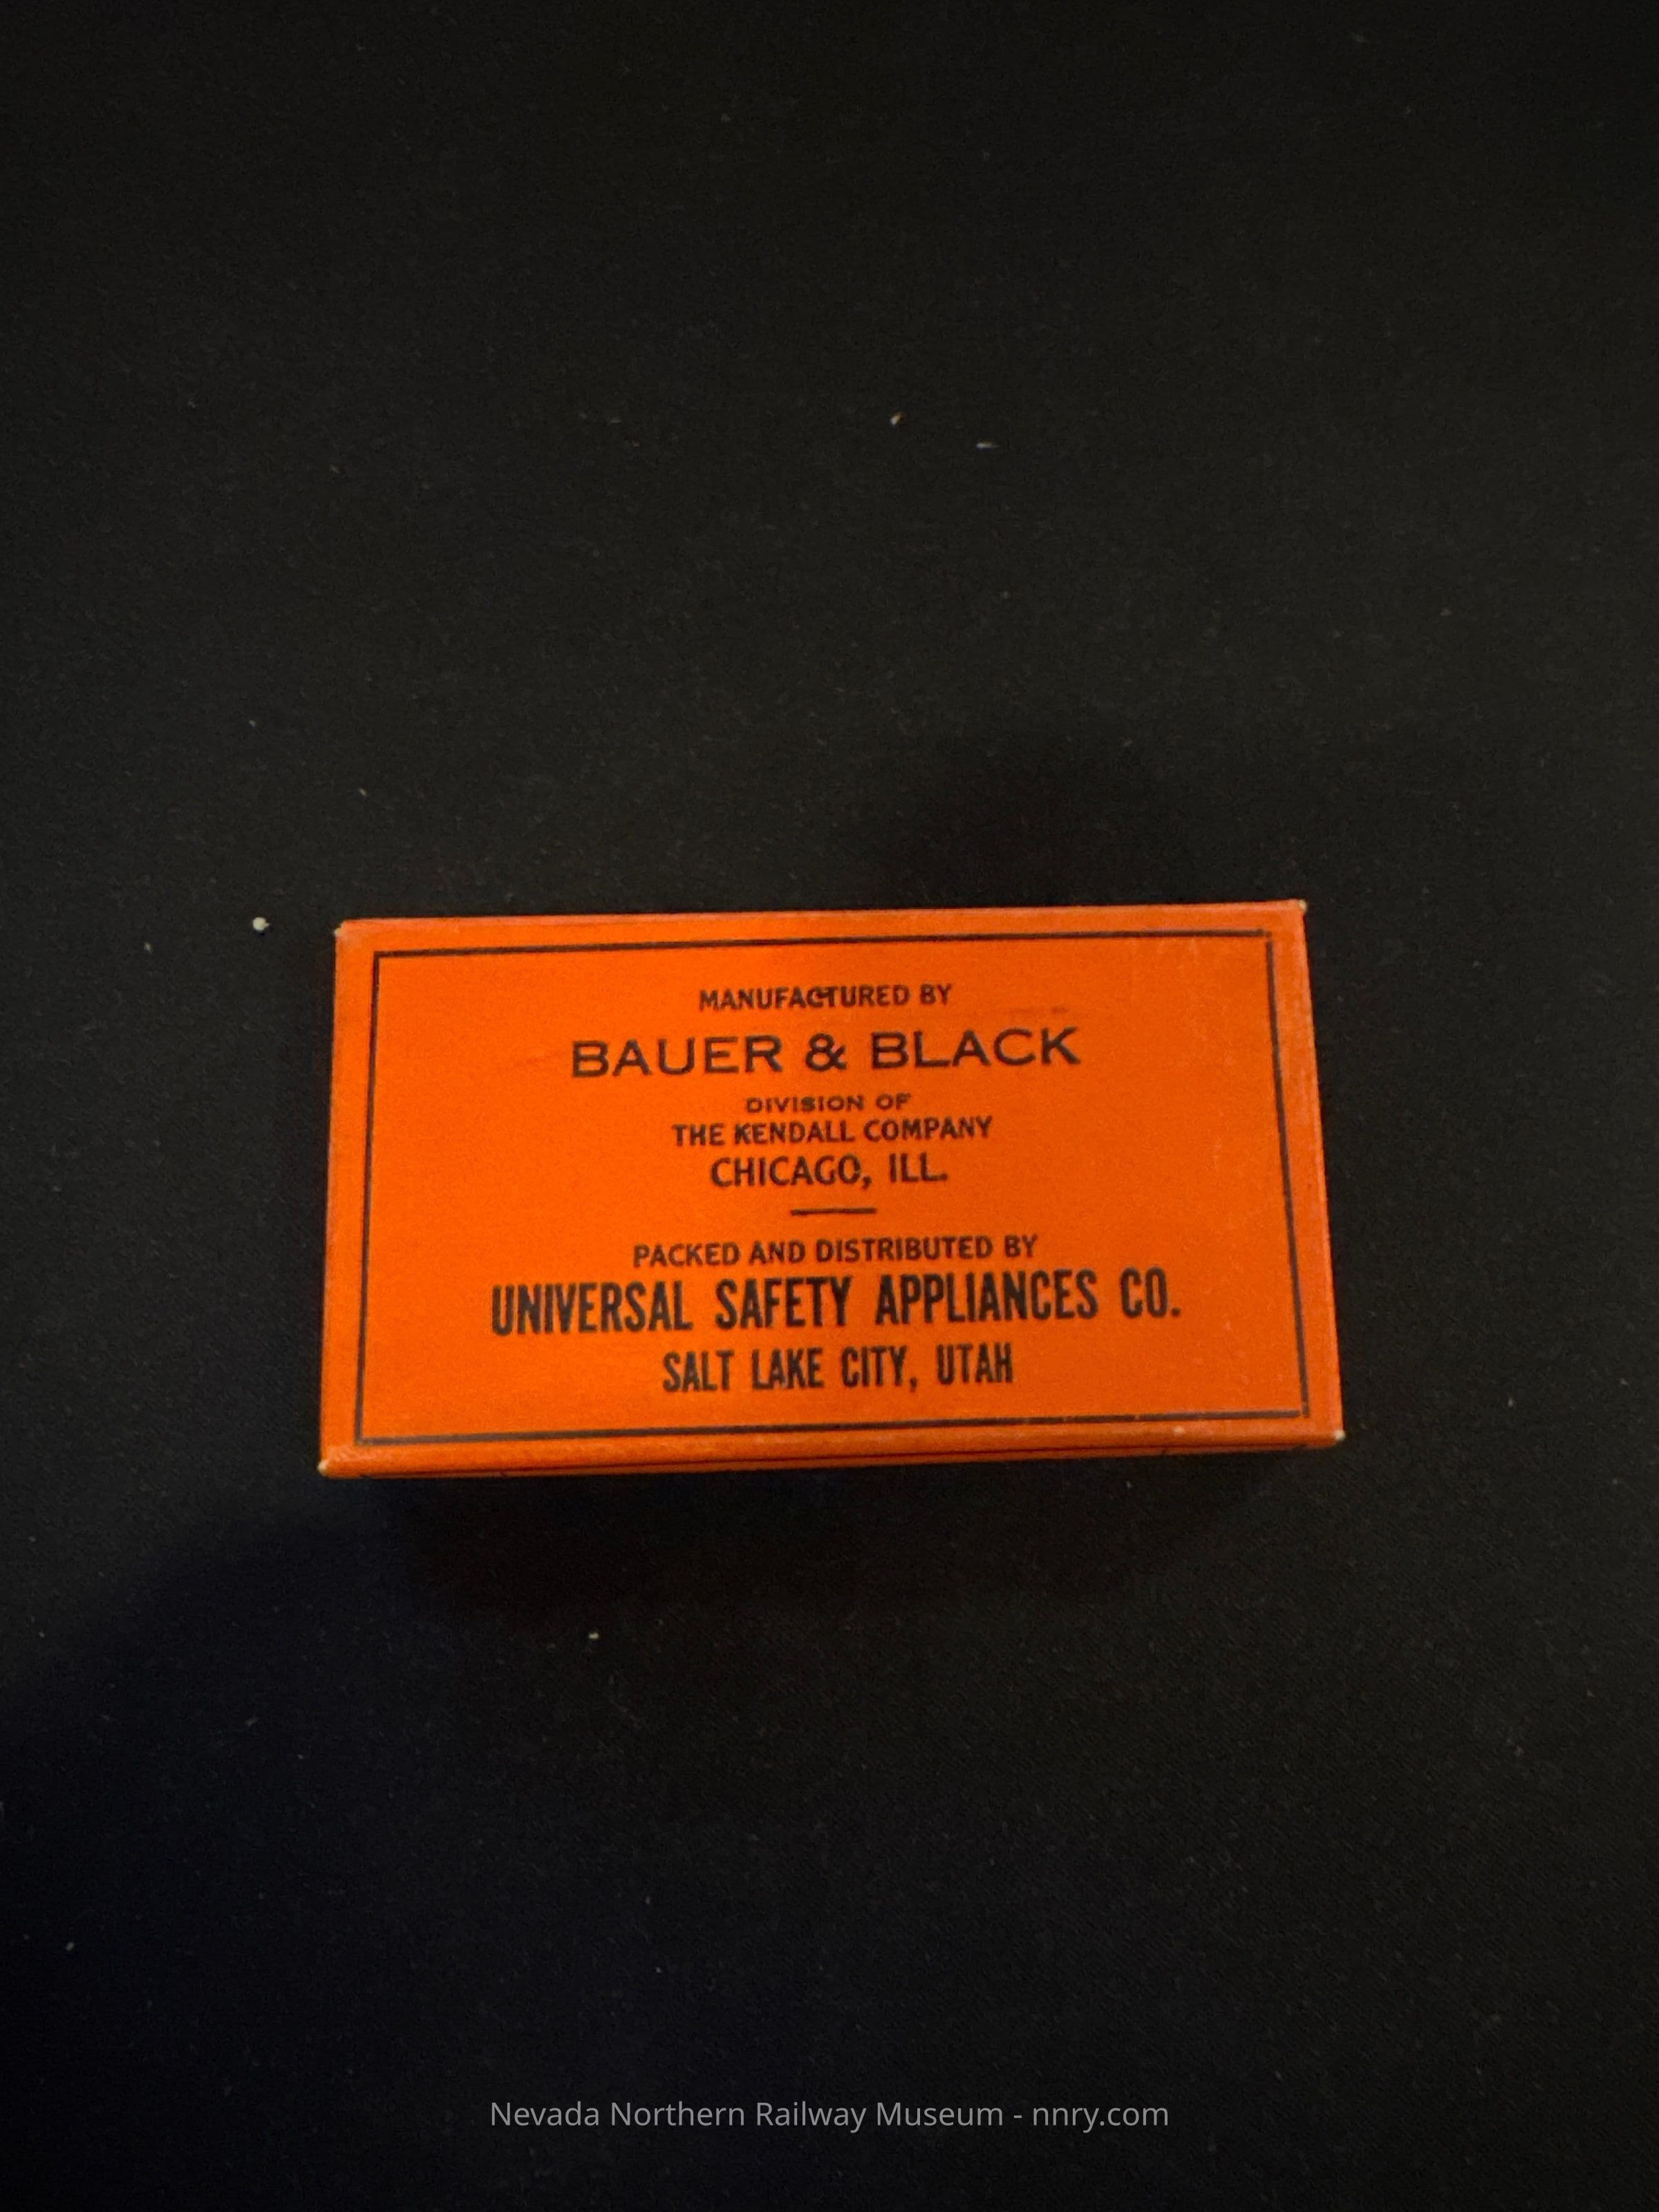 MANUFACTURED BY
BAUER & BLACK
DIVISION OF
THE KENDALL COMPANY
CHICAGO, ILL.
PACKED AND DISTRIBUTED BY
UNIVERSAL SAFETY APPLIANCES CO.
SALT LAKE CITY, UTAH
Nevada Northern Railway Museum - nnry.com